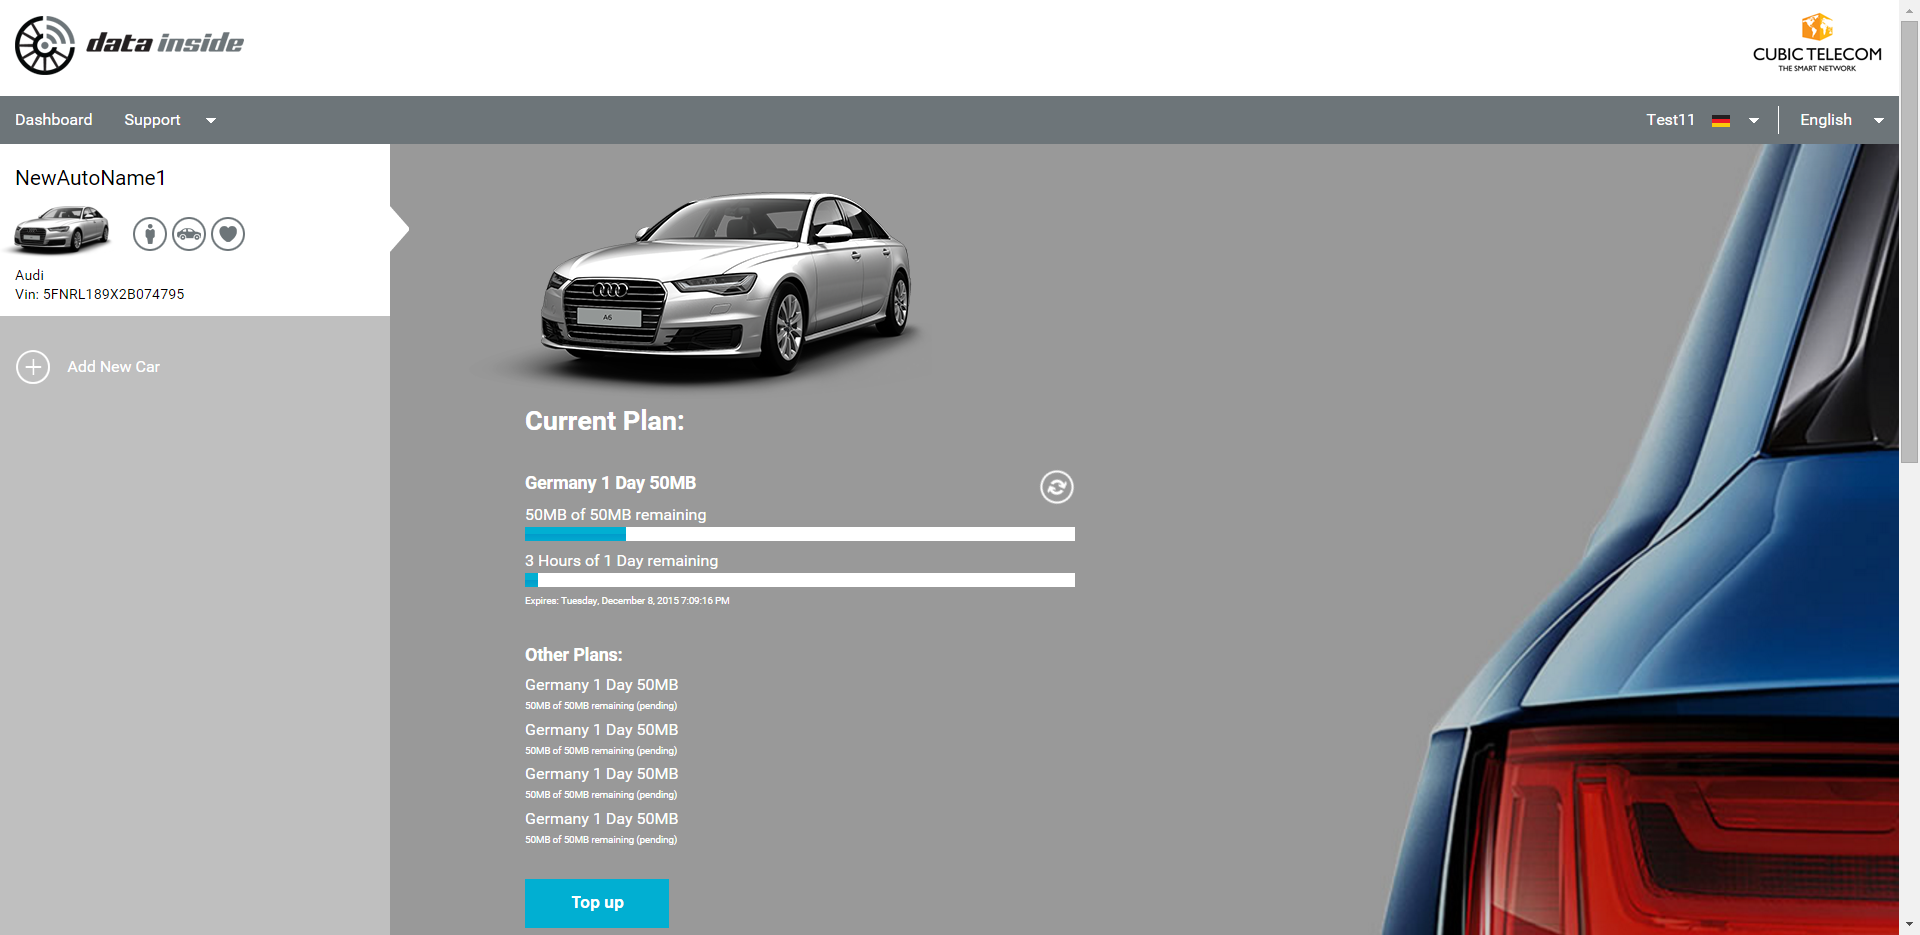 data inside
CUBIC TELECOM
THE SMART NETWORK
Dashboard
Support
Test11
English
NewAutoName1
Audi
Vin: 5FNRL189X2B074795
Add New Car
A6
Current Plan:
Germany 1 Day 50MB
50MB of 50MB remaining
3 Hours of 1 Day remaining
Expires: Tuesday, December 8, 2015 7:09:16 PM
Other Plans:
Germany 1 Day 50MB
50MB of 50MB remaining (pending)
Germany 1 Day 50MB
50MB of 50MB remaining (pending)
Germany 1 Day 50MB
50MB of 50MB remaining (pending)
Germany 1 Day 50MB
50MB of 50MB remaining (pending)
Top up